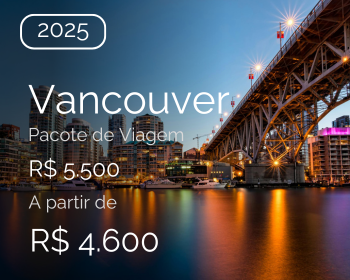 2025
Vancouver
Pacote de Viagem
R$ 5.500
A partir de
R$ 4.600